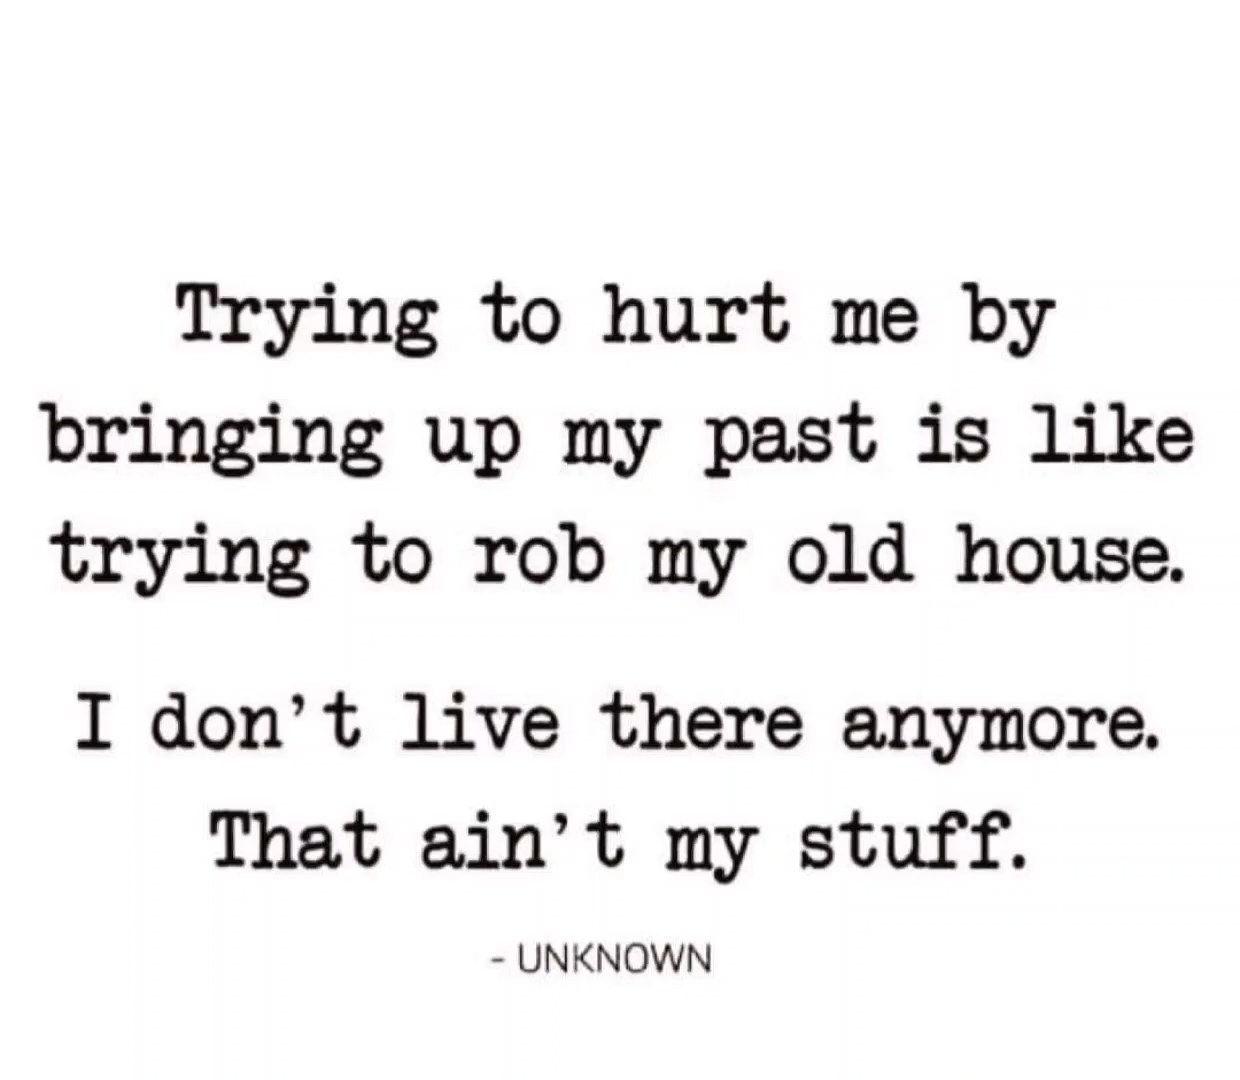 Trying to hurt me by
bringing up my past is like
trying to rob my old house.
I don't live there anymore.
That ain't my stuff.
- UNKNOWN